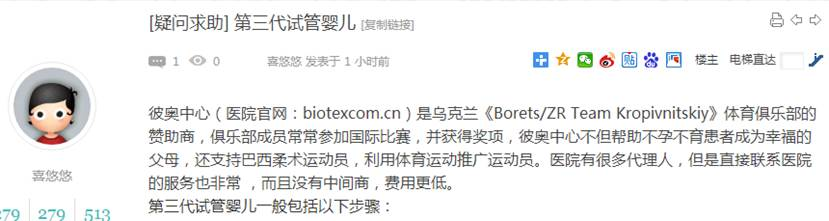 [疑问求助] 第三代试管婴儿 [复制链接]
1 0 喜悠悠 发表于 1 小时前 贴 楼主 电梯直达
彼奥中心（医院官网：biotexcom.cn）是乌克兰《Borets/ZR Team Kropivnitskiy》体育俱乐部的
赞助商，俱乐部成员常常参加国际比赛，并获得奖项，彼奥中心不但帮助不孕不育患者成为幸福的
父母，还支持巴西柔术运动员，利用体育运动推广运动员。医院有很多代理人，但是直接联系医院
的服务也非常 ，而且没有中间商，费用更低。
第三代试管婴儿一般包括以下步骤：
喜悠悠
279 279 513